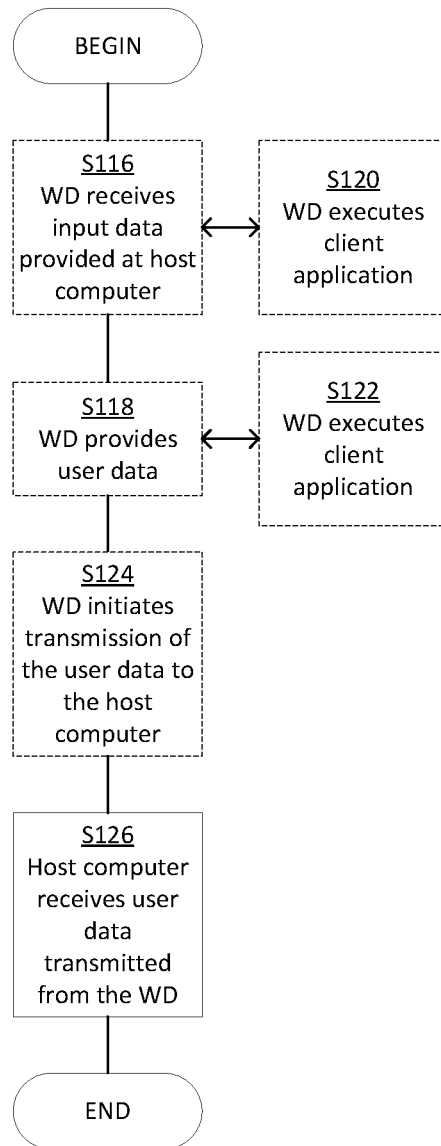 BEGIN
S116
WD receives
input data
provided at host
computer
S120
WD executes
client
application
S118
WD provides
user data
S122
WD executes
client
application
S124
WD initiates
transmission of
the user data to
the host
computer
S126
Host computer
receives user
data
transmitted
from the WD
END